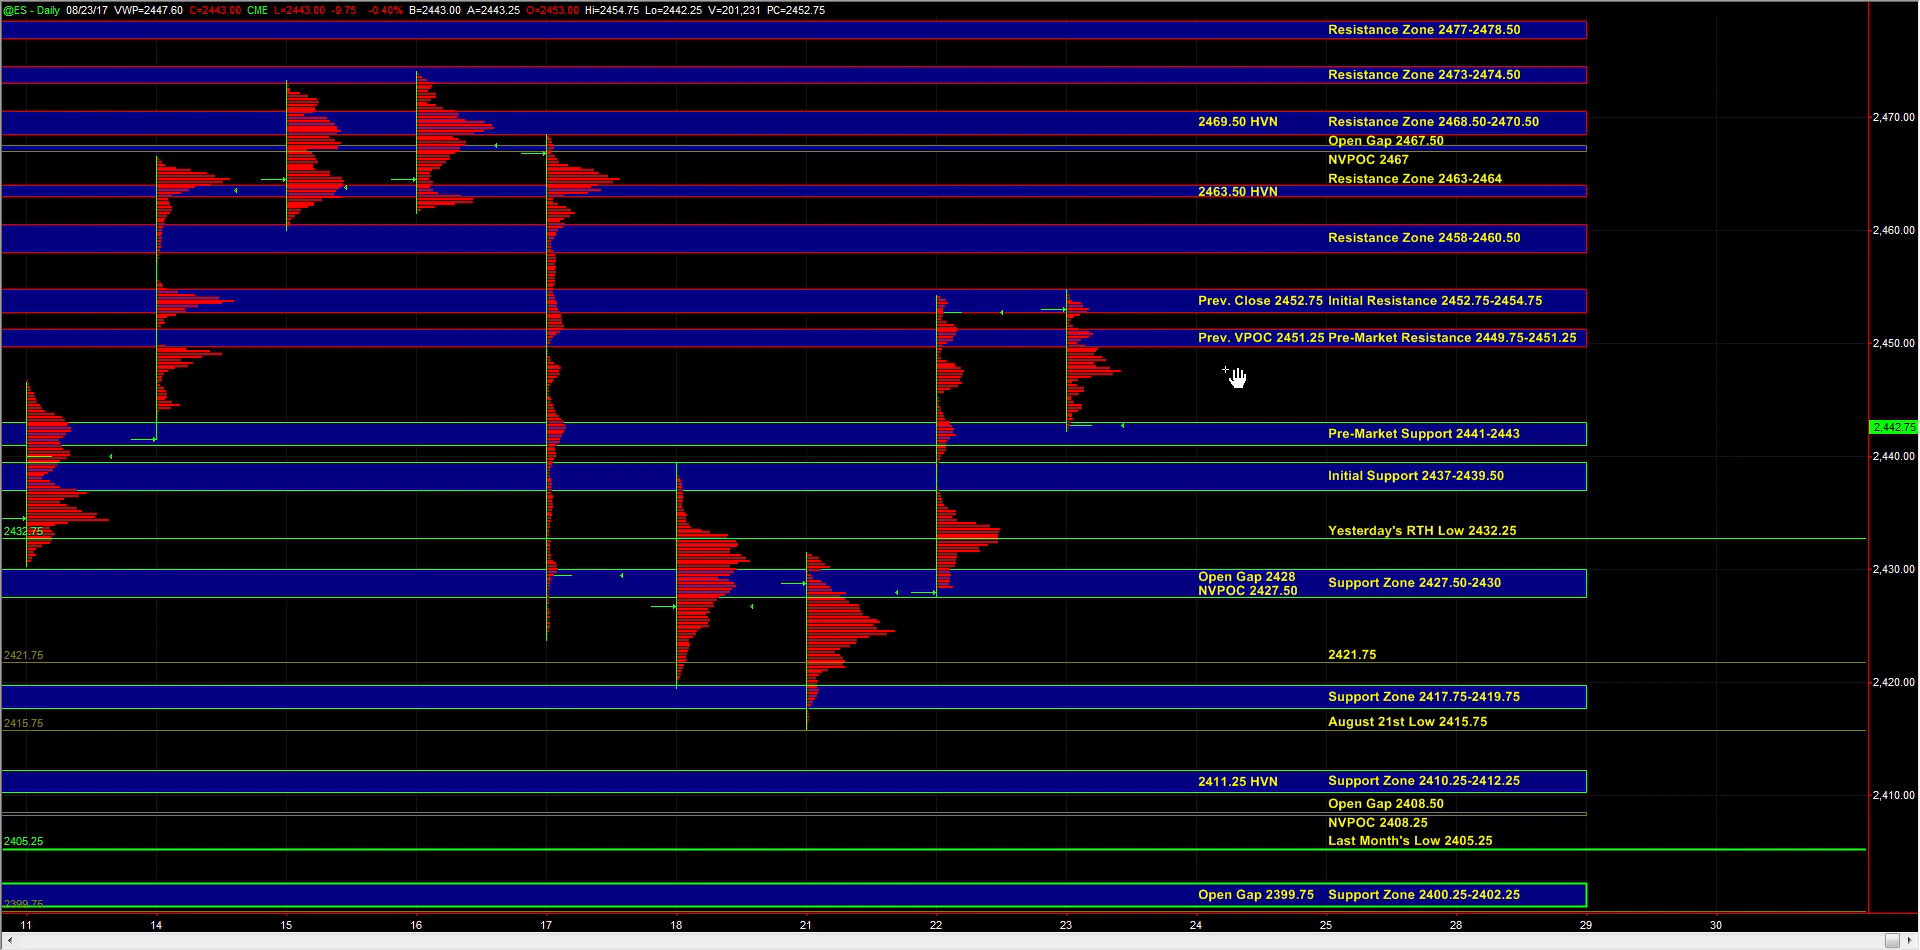 @ES - Daily 08/23/17 VWP=2447.60 C=2443.00 CME L=2443.00 -9.75 -0.40% B=2443.00 A=2443.25 O=2453.00 Hi=2454.75 Lo=2442.25 V=201,231 PC=2452.75
Resistance Zone 2477-2478.50
Resistance Zone 2473-2474.50
2,470.00
2469.50 HVN Resistance Zone 2468.50-2470.50
Open Gap 2467.50
NVPOC 2467
Resistance Zone 2463-2464
2463.50 HVN
2,460.00
Resistance Zone 2458-2460.50
Prev. Close 2452.75 Initial Resistance 2452.75-2454.75
Prev. VPOC 2451.25 Pre-Market Resistance 2449.75-2451.25
2,450.00
2,442.75
Pre-Market Support 2441-2443
2,440.00
Initial Support 2437-2439.50
2432.75 Yesterday's RTH Low 2432.25
2,430.00
Open Gap 2428
NVPOC 2427.50
Support Zone 2427.50-2430
2421.75 2421.75
2,420.00
Support Zone 2417.75-2419.75
2415.75 August 21st Low 2415.75
2411.25 HVN Support Zone 2410.25-2412.25
2,410.00
Open Gap 2408.50
NVPOC 2408.25
2405.25 Last Month's Low 2405.25
Open Gap 2399.75 Support Zone 2400.25-2402.25
2399.75
11 14 15 16 17 18 21 22 23 24 25 28 29 30